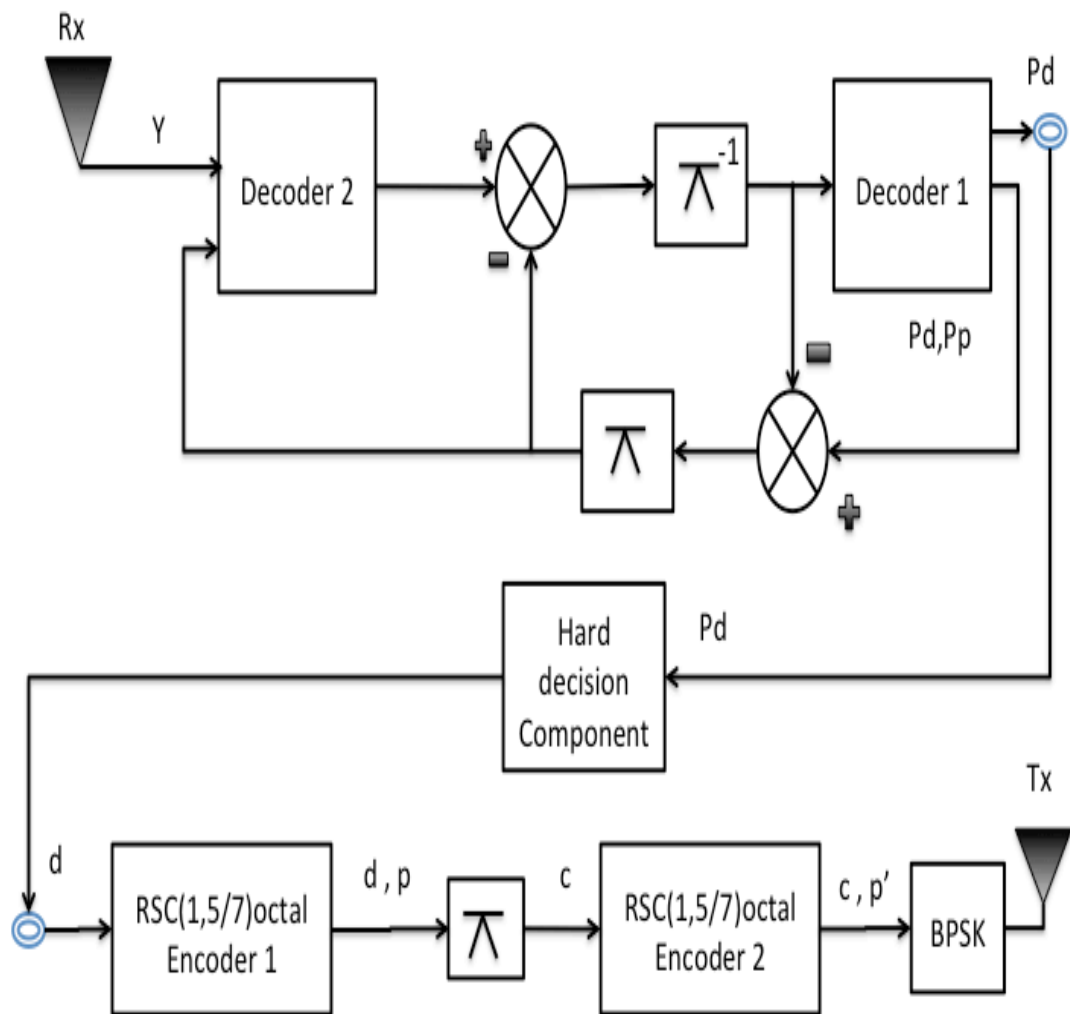 Rx
Y
Decoder 2
-1
Decoder 1
Pd
Pd,Pp
Hard
decision
Component
Pd
Tx
d
RSC(1,5/7)octal
Encoder 1
d , p
c
RSC(1,5/7)octal
Encoder 2
c , p’
BPSK